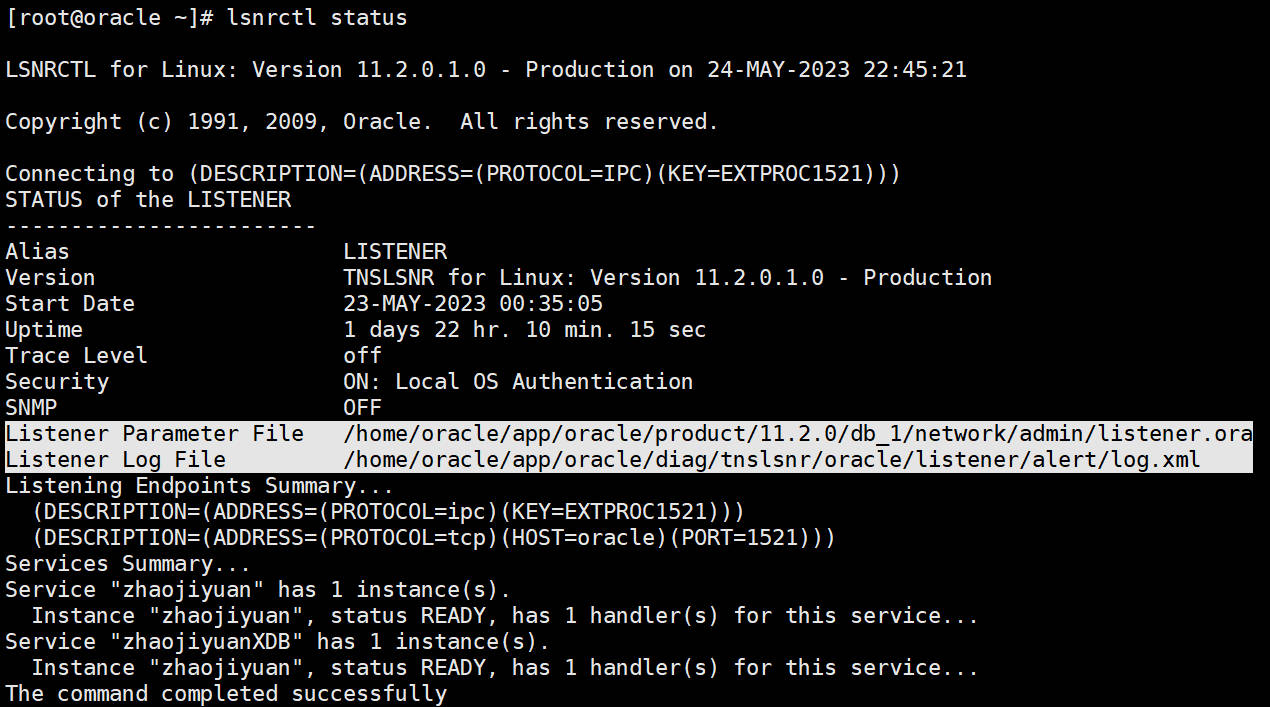 [root@oracle ~]# lsnrctl status
LSNRCTL for Linux: Version 11.2.0.1.0 - Production on 24-MAY-2023 22:45:21
Copyright (c) 1991, 2009, Oracle.  All rights reserved.
Connecting to (DESCRIPTION=(ADDRESS=(PROTOCOL=IPC)(KEY=EXTPROC1521)))
STATUS of the LISTENER
------------------------
Alias                     LISTENER
Version                   TNSLSNR for Linux: Version 11.2.0.1.0 - Production
Start Date                23-MAY-2023 00:35:05
Uptime                    1 days 22 hr. 10 min. 15 sec
Trace Level               off
Security                  ON: Local OS Authentication
SNMP                      OFF
Listener Parameter File   /home/oracle/app/oracle/product/11.2.0/db_1/network/admin/listener.ora
Listener Log File         /home/oracle/app/oracle/diag/tnslsnr/oracle/listener/alert/log.xml
Listening Endpoints Summary...
  (DESCRIPTION=(ADDRESS=(PROTOCOL=ipc)(KEY=EXTPROC1521)))
  (DESCRIPTION=(ADDRESS=(PROTOCOL=tcp)(HOST=oracle)(PORT=1521)))
Services Summary...
Service "zhaojiyuan" has 1 instance(s).
  Instance "zhaojiyuan", status READY, has 1 handler(s) for this service...
Service "zhaojiyuanXDB" has 1 instance(s).
  Instance "zhaojiyuan", status READY, has 1 handler(s) for this service...
The command completed successfully